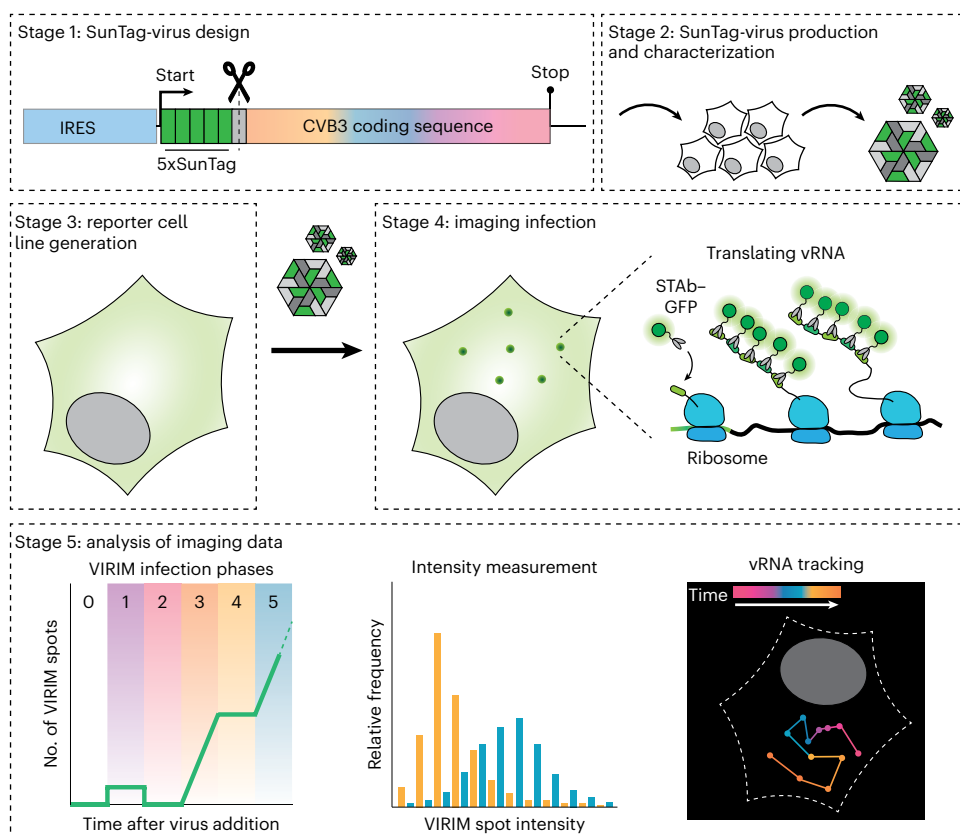 Stage 1: SunTag-virus design
Start
Stop
IRES
CVB3 coding sequence
5xSunTag
Stage 2: SunTag-virus production
and characterization
Stage 3: reporter cell
line generation
Stage 4: imaging infection
Translating vRNA
STAb–
GFP
Ribosome
Stage 5: analysis of imaging data
VIRIM infection phases
0 1 2 3 4 5
No. of VIRIM spots
Time after virus addition
Intensity measurement
Relative frequency
VIRIM spot intensity
vRNA tracking
Time